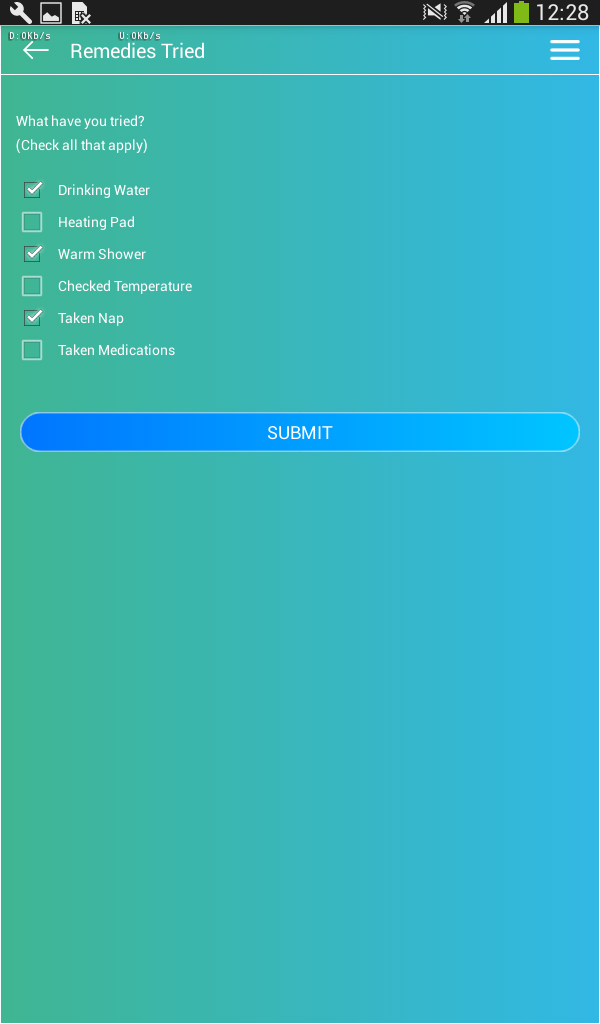 12:28
D:0Kb/s U:0Kb/s
Remedies Tried
What have you tried?
(Check all that apply)
Drinking Water
Heating Pad
Warm Shower
Checked Temperature
Taken Nap
Taken Medications
SUBMIT